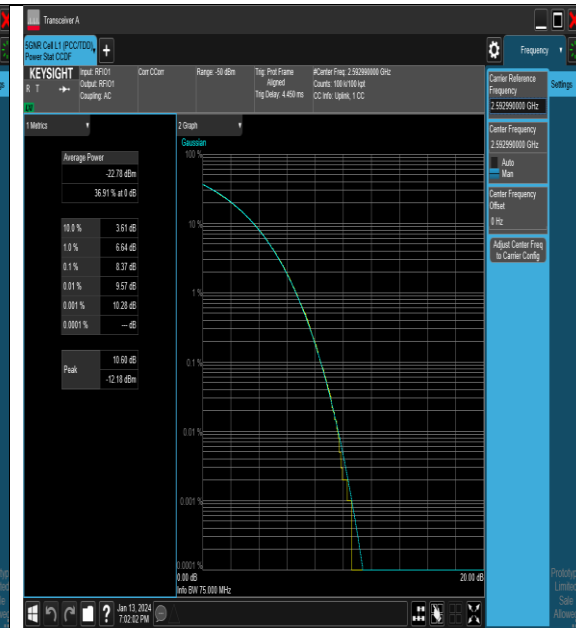 Transceiver A
5GNR Cell L1 (PCC/TDD)
Power Stat CCDF
+
Frequency
KEYSIGHT
R T
LV
Input: RFIO1
Output: RFIO1
Coupling: AC
Corr CCorr
Range: -50 dBm
Trig: Prot Frame
Aligned
Trig Delay: 4.450 ms
#Center Freq: 2.592990000 GHz
Counts: 100 k/100 kpt
CC Info: Uplink, 1 CC
Carrier Reference
Frequency
2.592990000 GHz
Settings
Center Frequency
2.592990000 GHz
Auto
Man
Center Frequency
Offset
0 Hz
Adjust Center Freq
to Carrier Config
1 Metrics
Average Power
-22.78 dBm
36.91 % at 0 dB
10.0 % 3.61 dB
1.0 % 6.64 dB
0.1 % 8.37 dB
0.01 % 9.57 dB
0.001 % 10.28 dB
0.0001 % --- dB
Peak
10.60 dB
-12.18 dBm
2 Graph
Gaussian
100 %
10 %
1 %
0.1 %
0.01 %
0.001 %
0.0001 %
0.00 dB
20.00 dB
Info BW 75.000 MHz
?
Jan 13, 2024
7:02:02 PM